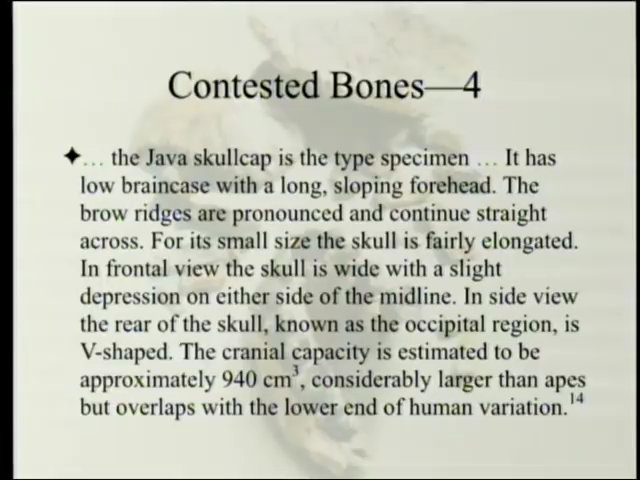 Contested Bones—4
✦… the Java skullcap is the type specimen … It has
low braincase with a long, sloping forehead. The
brow ridges are pronounced and continue straight
across. For its small size the skull is fairly elongated.
In frontal view the skull is wide with a slight
depression on either side of the midline. In side view
the rear of the skull, known as the occipital region, is
V-shaped. The cranial capacity is estimated to be
approximately 940 cm³, considerably larger than apes
but overlaps with the lower end of human variation.¹⁴